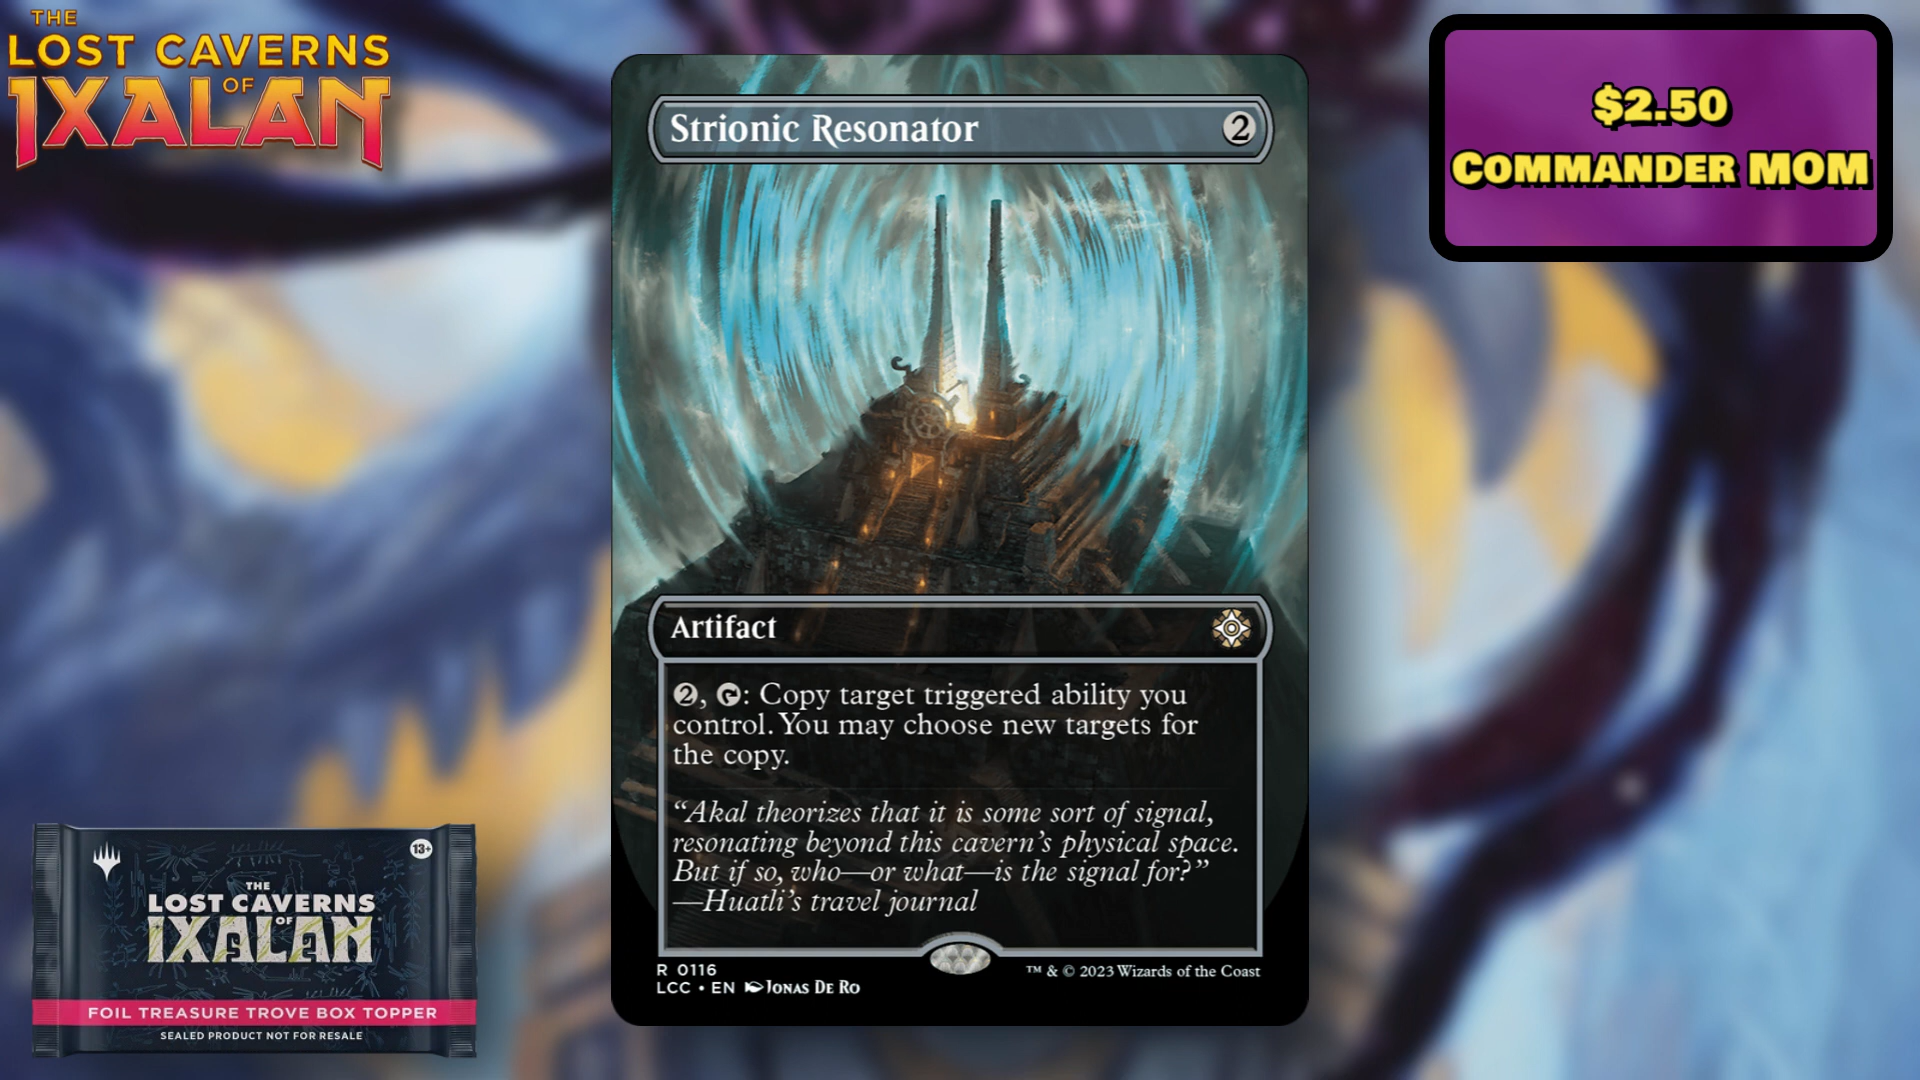 THE
LOST CAVERNS
OF
IXALAN
$2.50
COMMANDER MOM
Strionic Resonator 2
Artifact
2, : Copy target triggered ability you
control. You may choose new targets for
the copy.
“Akal theorizes that it is some sort of signal,
resonating beyond this cavern’s physical space.
But if so, who—or what—is the signal for?”
—Huatli’s travel journal
R 0116
LCC • EN JONAS DE RO
™ & © 2023 Wizards of the Coast
13+
THE
LOST CAVERNS
OF
IXALAN
FOIL TREASURE TROVE BOX TOPPER
SEALED PRODUCT NOT FOR RESALE